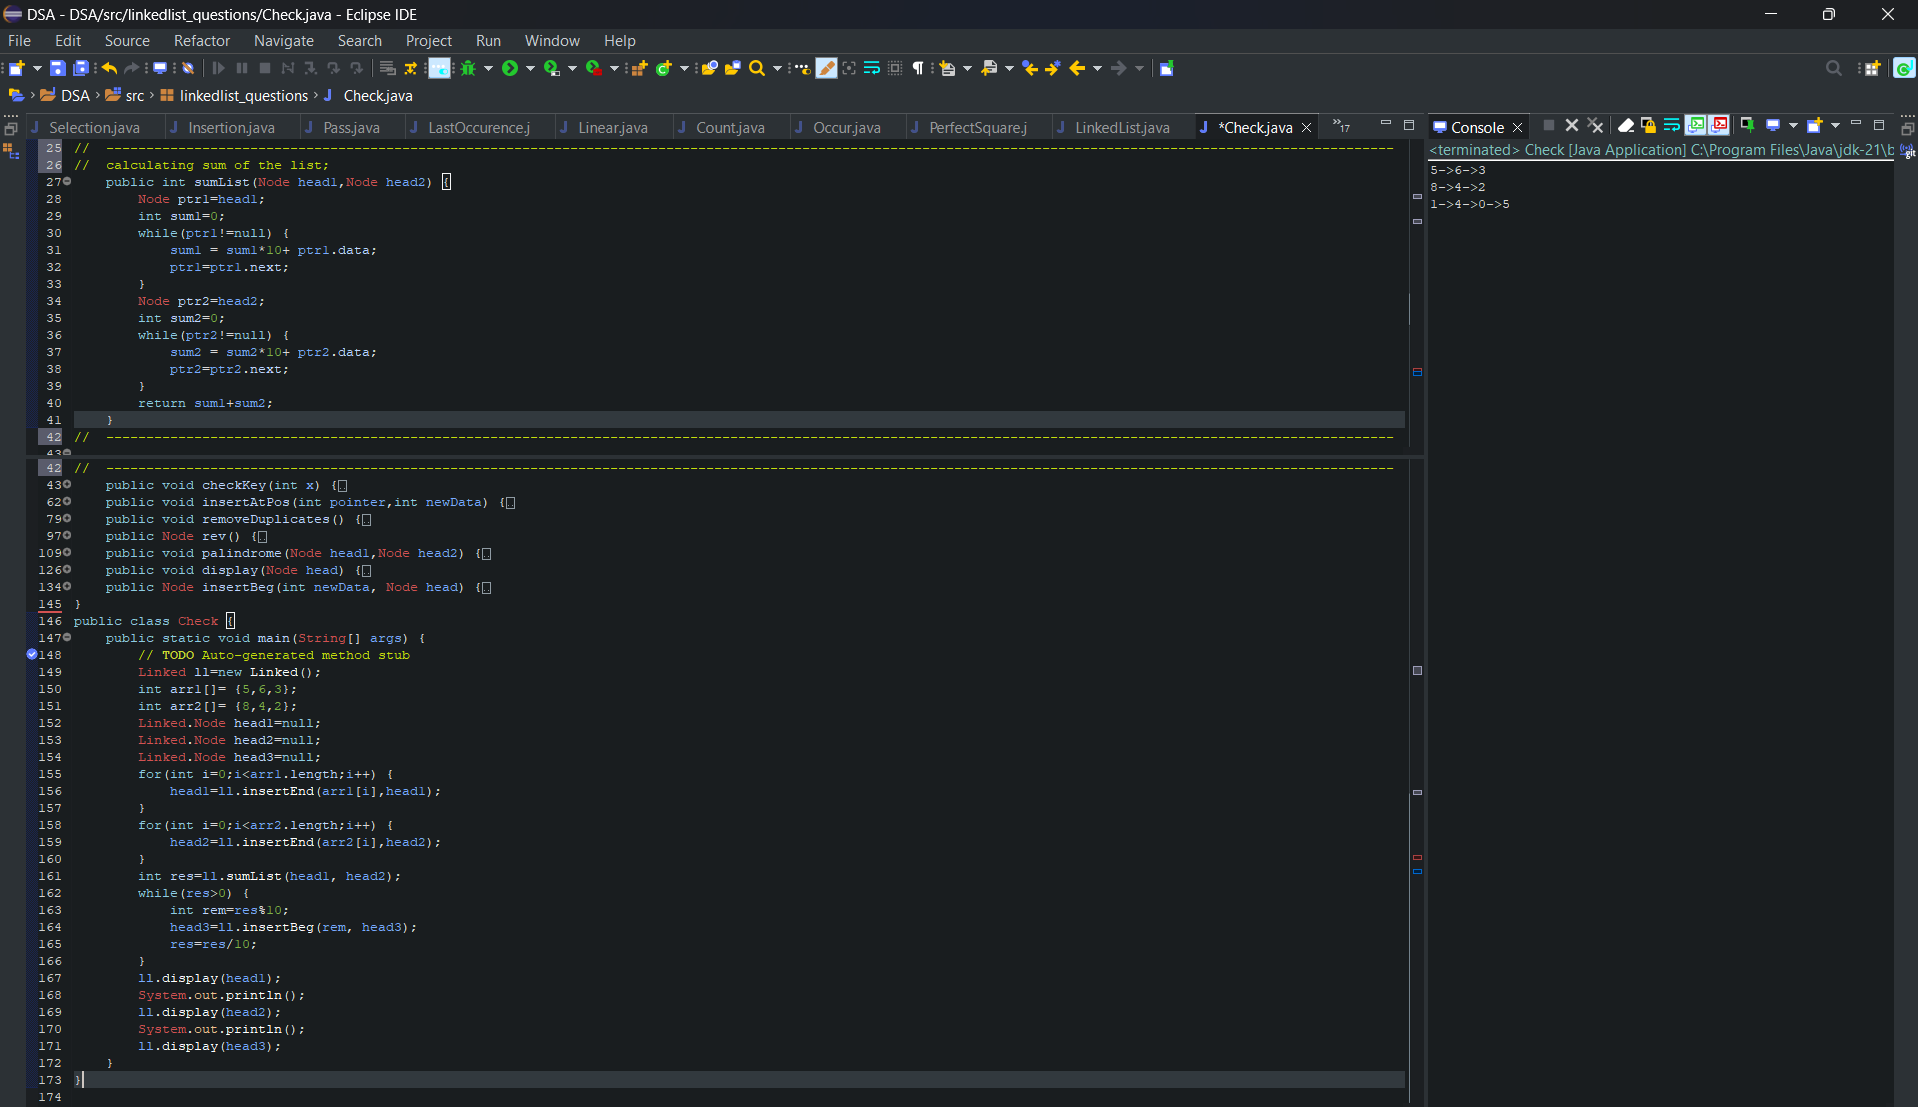 DSA - DSA/src/linkedlist_questions/Check.java - Eclipse IDE
File Edit Source Refactor Navigate Search Project Run Window Help
DSA › src › linkedlist_questions › Check.java
Selection.java Insertion.java Pass.java LastOccurence.j Linear.java Count.java Occur.java PerfectSquare.j LinkedList.java *Check.java »17
25 // ------------------------------------------------------------
26 // calculating sum of the list;
27 public int sumList(Node head1,Node head2) {
28 Node ptr1=head1;
29 int sum1=0;
30 while(ptr1!=null) {
31 sum1 = sum1*10+ ptr1.data;
32 ptr1=ptr1.next;
33 }
34 Node ptr2=head2;
35 int sum2=0;
36 while(ptr2!=null) {
37 sum2 = sum2*10+ ptr2.data;
38 ptr2=ptr2.next;
39 }
40 return sum1+sum2;
41 }
42 // ------------------------------------------------------------
43
42 // ------------------------------------------------------------
43 public void checkKey(int x) {
62 public void insertAtPos(int pointer,int newData) {
79 public void removeDuplicates() {
97 public Node rev() {
109 public void palindrome(Node head1,Node head2) {
126 public void display(Node head) {
134 public Node insertBeg(int newData, Node head) {
145 }
146 public class Check {
147 public static void main(String[] args) {
148 // TODO Auto-generated method stub
149 Linked ll=new Linked();
150 int arr1[]= {5,6,3};
151 int arr2[]= {8,4,2};
152 Linked.Node head1=null;
153 Linked.Node head2=null;
154 Linked.Node head3=null;
155 for(int i=0;i<arr1.length;i++) {
156 head1=ll.insertEnd(arr1[i],head1);
157 }
158 for(int i=0;i<arr2.length;i++) {
159 head2=ll.insertEnd(arr2[i],head2);
160 }
161 int res=ll.sumList(head1, head2);
162 while(res>0) {
163 int rem=res%10;
164 head3=ll.insertBeg(rem, head3);
165 res=res/10;
166 }
167 ll.display(head1);
168 System.out.println();
169 ll.display(head2);
170 System.out.println();
171 ll.display(head3);
172 }
173 }
174
Console
<terminated> Check [Java Application] C:\Program Files\Java\jdk-21\b
5->6->3
8->4->2
1->4->0->5
git